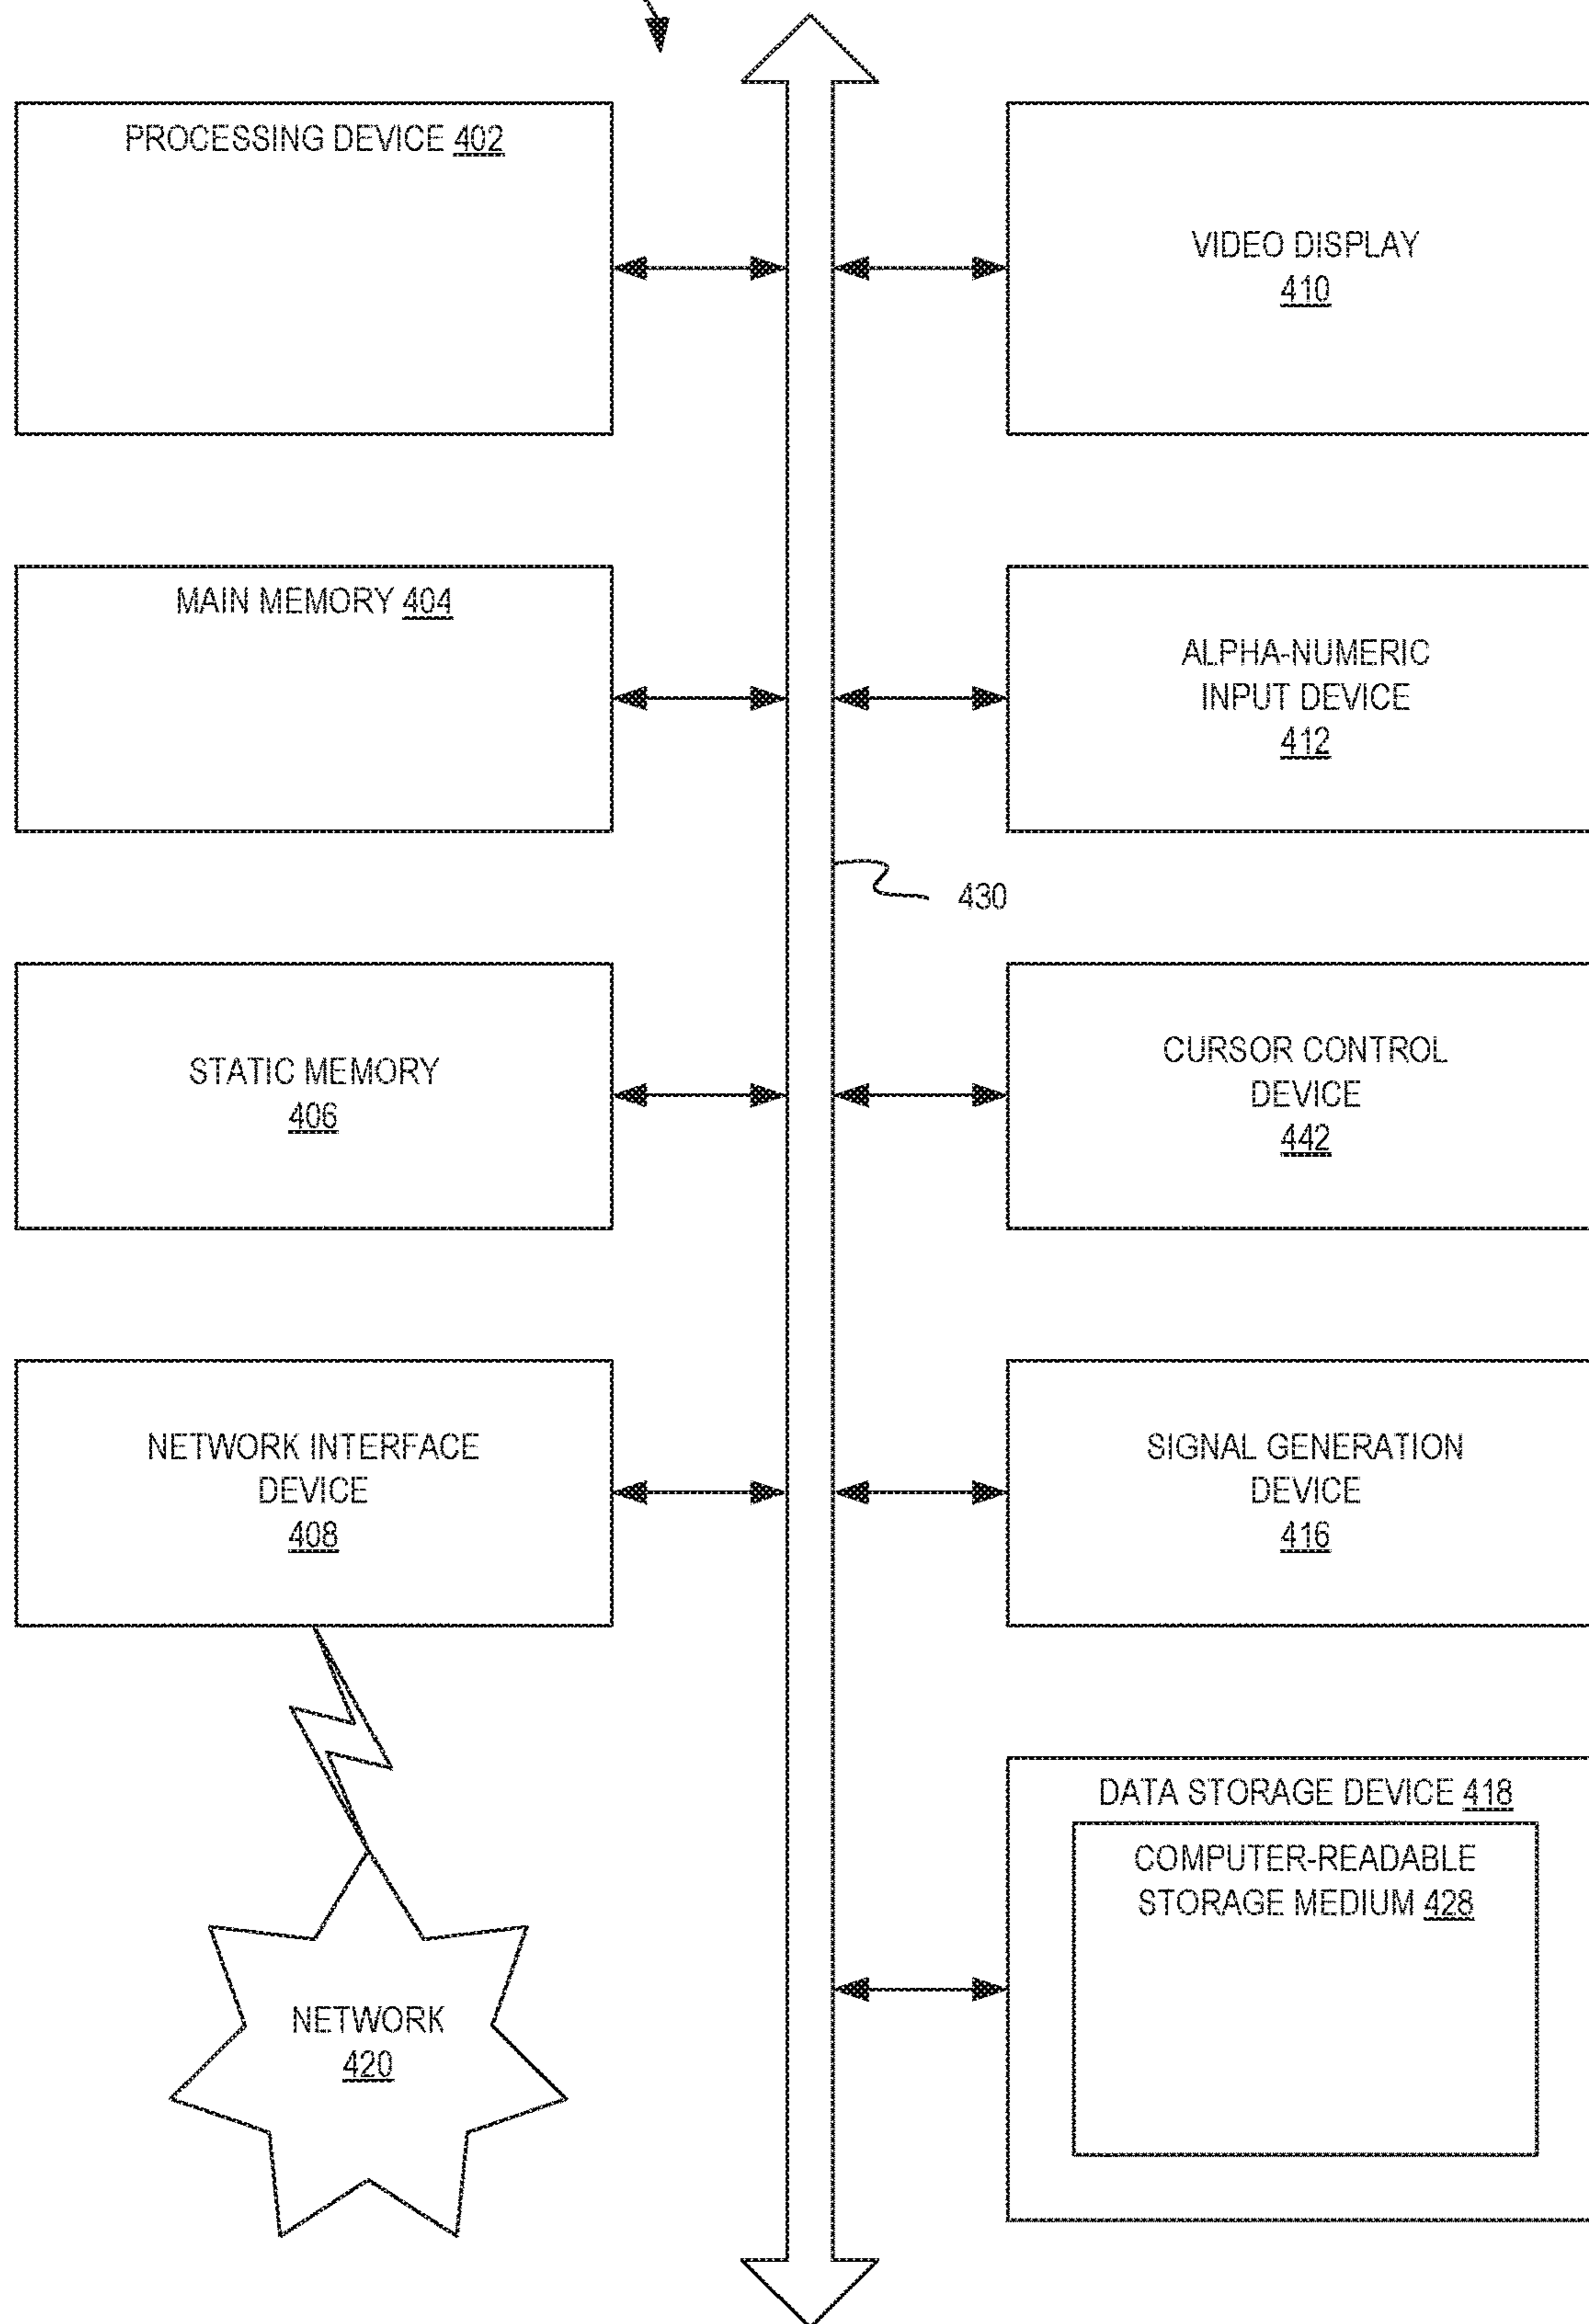 PROCESSING DEVICE 402
VIDEO DISPLAY
410
MAIN MEMORY 404
ALPHA-NUMERIC
INPUT DEVICE
412
430
STATIC MEMORY
406
CURSOR CONTROL
DEVICE
442
NETWORK INTERFACE
DEVICE
408
SIGNAL GENERATION
DEVICE
416
DATA STORAGE DEVICE 418
COMPUTER-READABLE
STORAGE MEDIUM 428
NETWORK
420